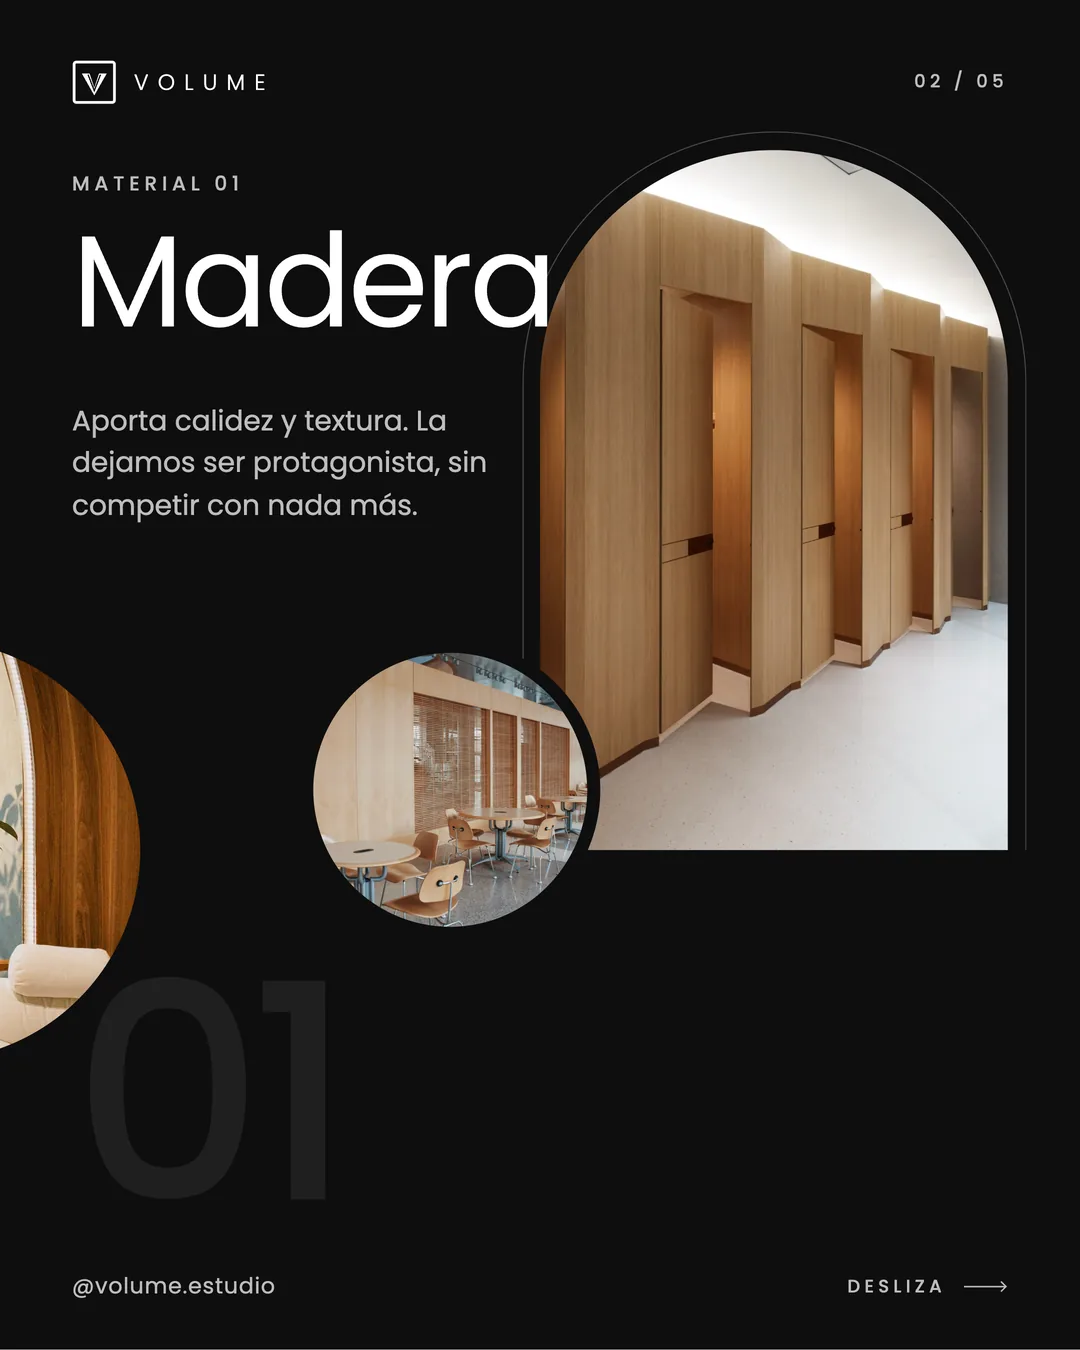 VOLUME
02 / 05
MATERIAL 01
Madera
Aporta calidez y textura. La
dejamos ser protagonista, sin
competir con nada más.
01
@volume.estudio
DESLIZA